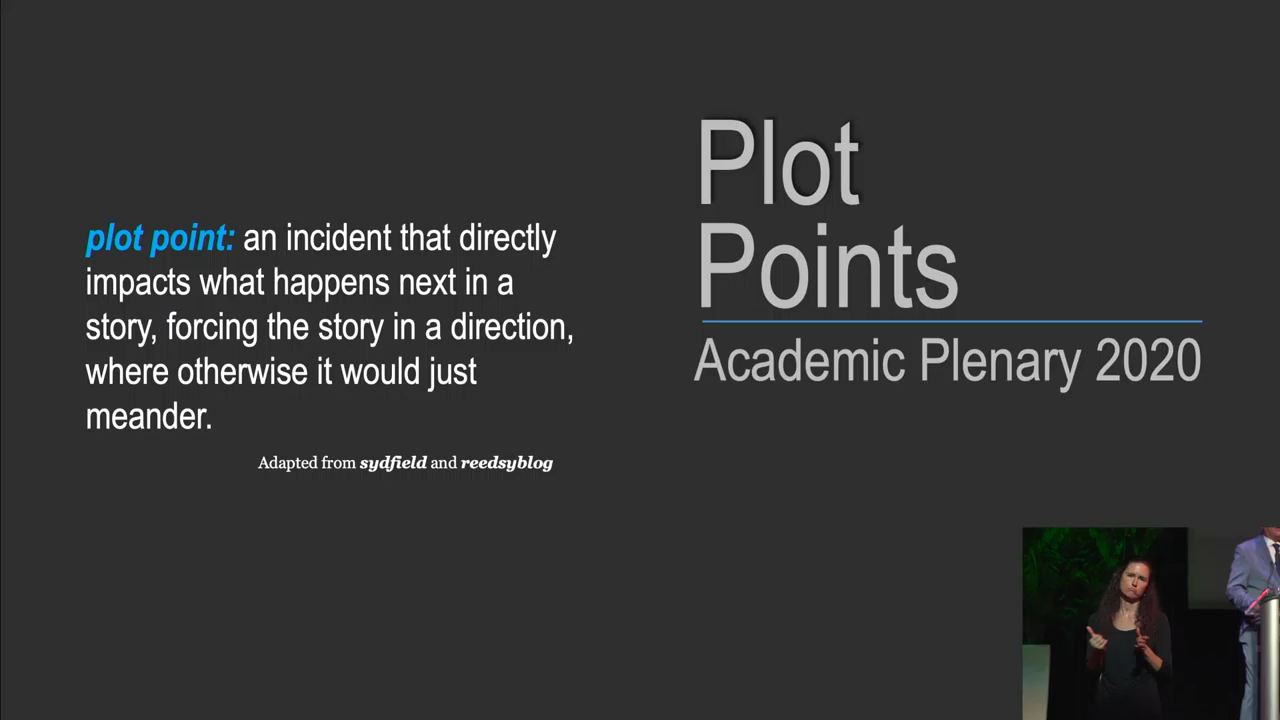 plot point: an incident that directly
impacts what happens next in a
story, forcing the story in a direction,
where otherwise it would just
meander.
Adapted from sydfield and reedsyblog
Plot
Points
Academic Plenary 2020